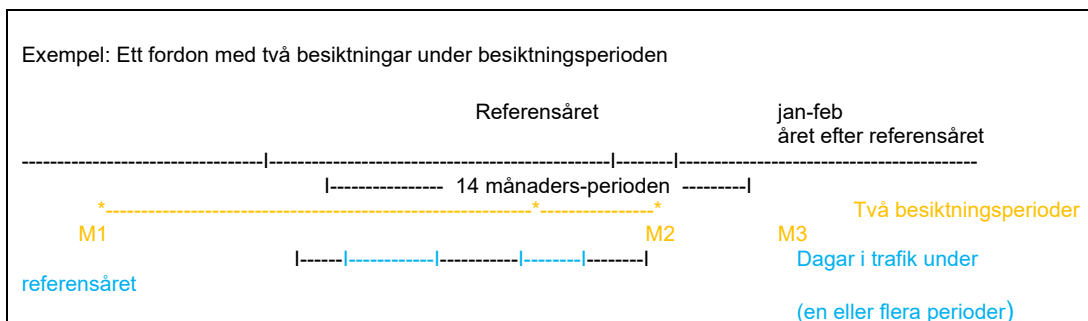 Exempel: Ett fordon med två besiktningar under besiktningsperioden
Referensåret jan-feb
året efter referensåret
----------------------------------I------------------------------------------------I--------I------------------------------------------
I---------------- 14 månaders-perioden ---------I
*------------------------------------------------------------*----------------* Två besiktningsperioder
M1 M2 M3
I------I------------I-----------I--------I--------I Dagar i trafik under
referensåret
(en eller flera perioder)